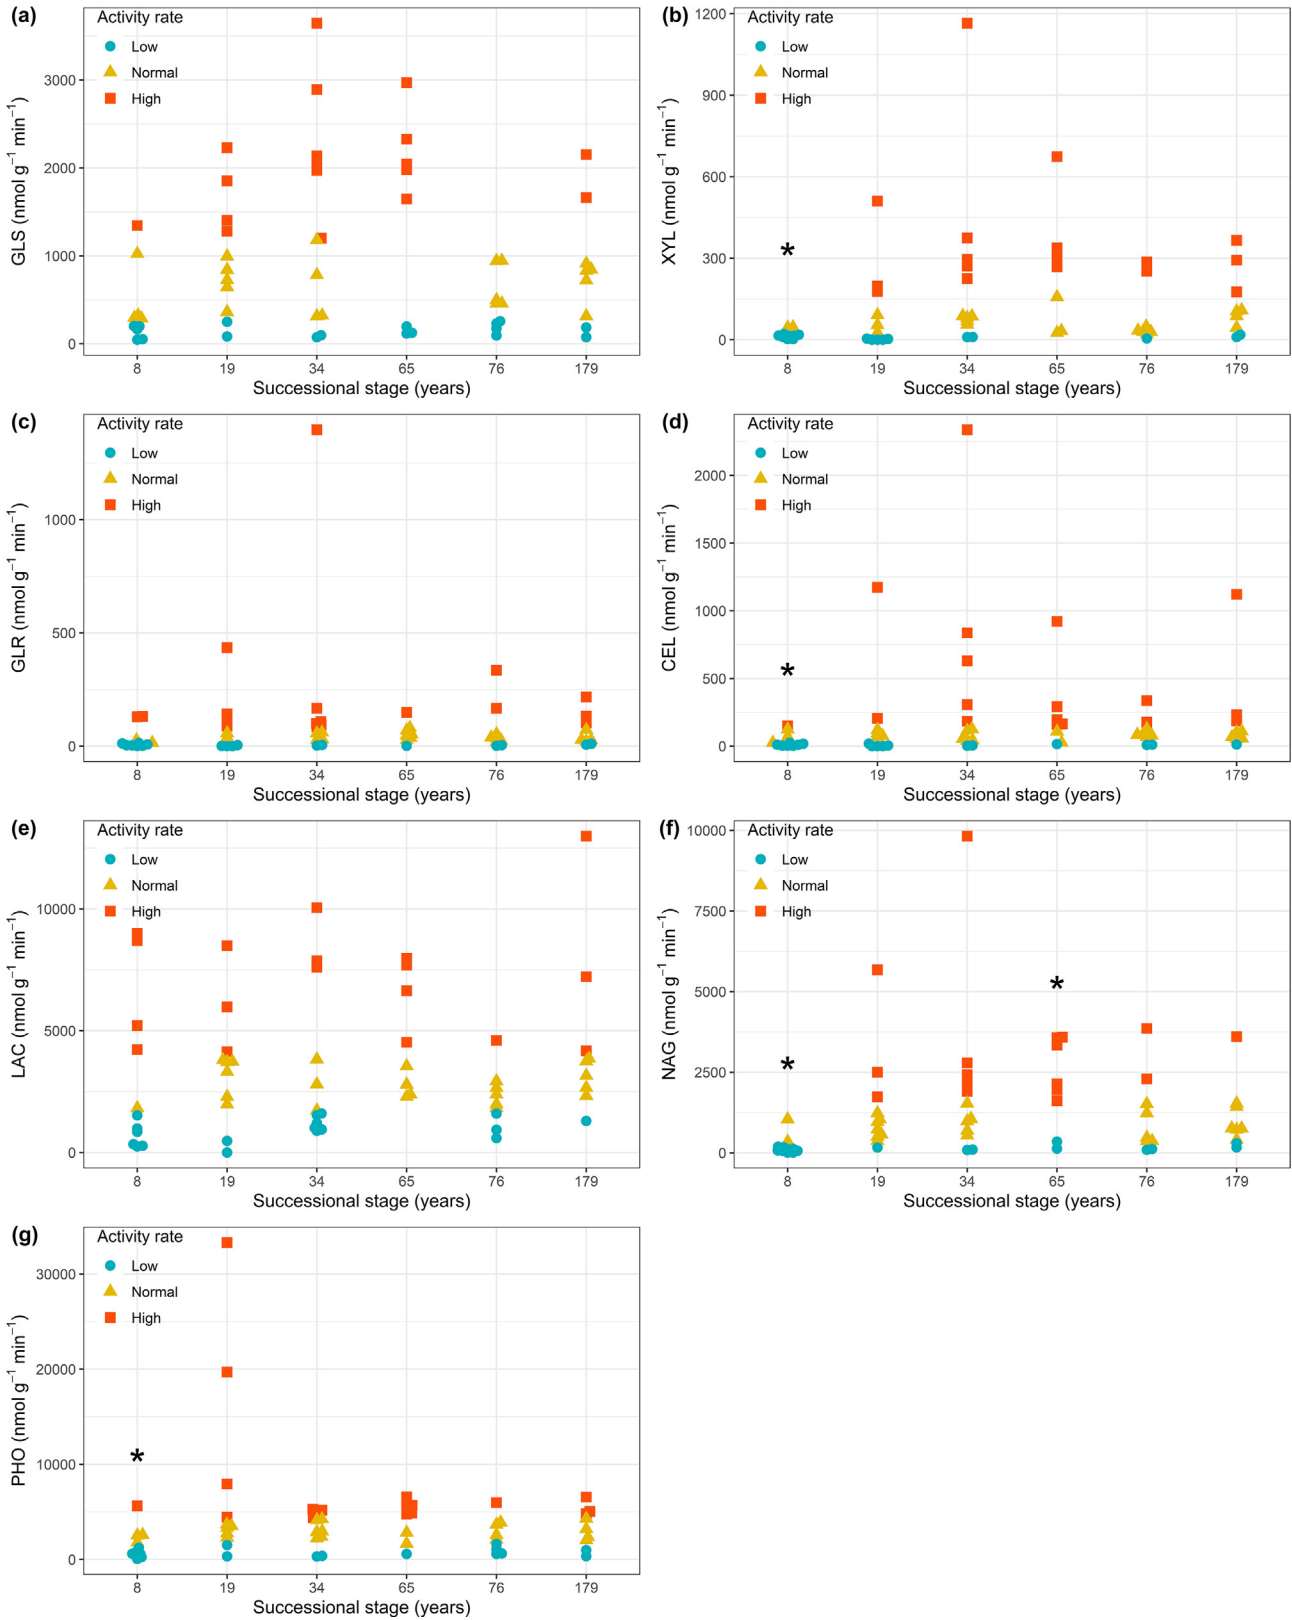 (a)
Activity rate
Low
Normal
High
3000
2000
1000
0
GLS (nmol g⁻¹ min⁻¹)
8 19 34 65 76 179
Successional stage (years)
(b)
Activity rate
Low
Normal
High
1200
900
600
300
0
XYL (nmol g⁻¹ min⁻¹)
*
8 19 34 65 76 179
Successional stage (years)
(c)
Activity rate
Low
Normal
High
1000
500
0
GLR (nmol g⁻¹ min⁻¹)
8 19 34 65 76 179
Successional stage (years)
(d)
Activity rate
Low
Normal
High
2000
1500
1000
500
0
CEL (nmol g⁻¹ min⁻¹)
*
8 19 34 65 76 179
Successional stage (years)
(e)
Activity rate
Low
Normal
High
10000
5000
0
LAC (nmol g⁻¹ min⁻¹)
8 19 34 65 76 179
Successional stage (years)
(f)
Activity rate
Low
Normal
High
10000
7500
5000
2500
0
NAG (nmol g⁻¹ min⁻¹)
*
*
8 19 34 65 76 179
Successional stage (years)
(g)
Activity rate
Low
Normal
High
30000
20000
10000
0
PHO (nmol g⁻¹ min⁻¹)
*
8 19 34 65 76 179
Successional stage (years)